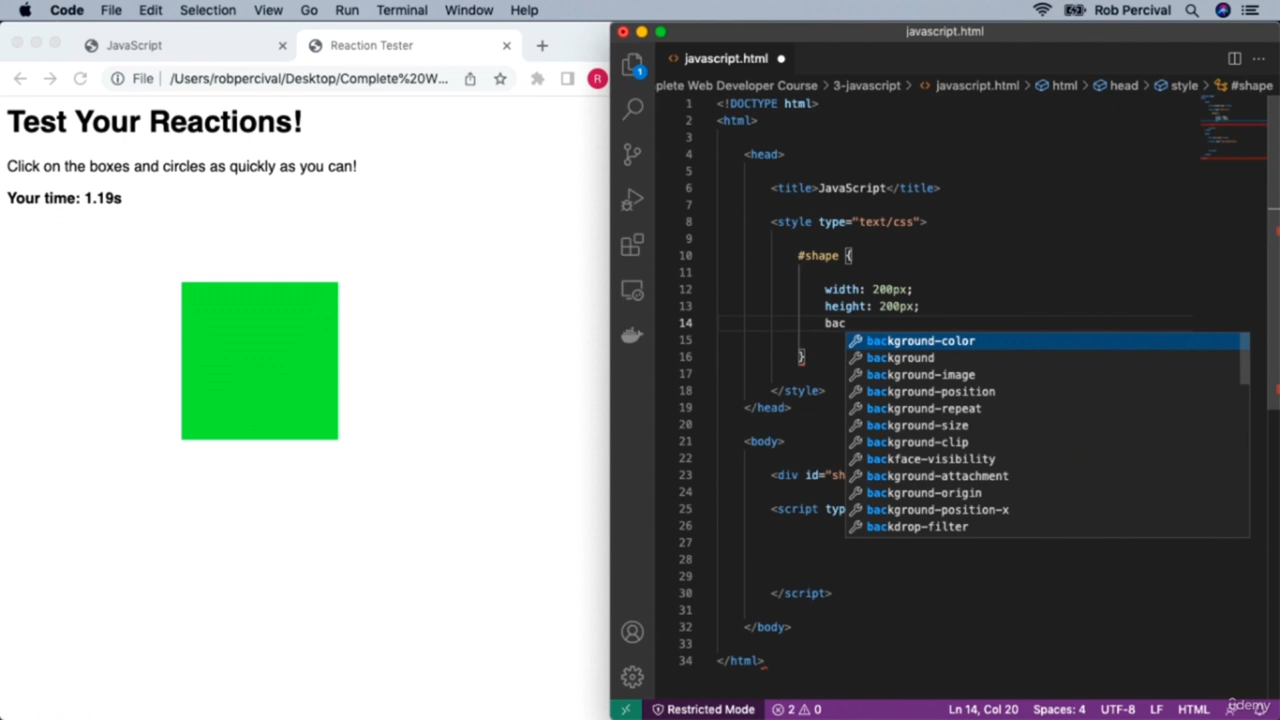 Code File Edit Selection View Go Run Terminal Window Help Rob Percival
JavaScript
Reaction Tester
File /Users/robpercival/Desktop/Complete%20W... R
Test Your Reactions!
Click on the boxes and circles as quickly as you can!
Your time: 1.19s
javascript.html
javascript.html
plete Web Developer Course > 3-javascript > javascript.html > html > head > style > #shape
1 <!DOCTYPE html>
2 <html>
3
4 <head>
5
6 <title>JavaScript</title>
7
8 <style type="text/css">
9
10 #shape {
11
12 width: 200px;
13 height: 200px;
14 bac
15
16 }
17
18 </style>
19 </head>
20
21 <body>
22
23 <div id="sh
24
25 <script typ
26
27
28
29
30 </script>
31
32 </body>
33
34 </html>
background-color
background
background-image
background-position
background-repeat
background-size
background-clip
backface-visibility
background-attachment
background-origin
background-position-x
backdrop-filter
1
Restricted Mode 2 0 Ln 14, Col 20 Spaces: 4 UTF-8 LF HTML
Udemy